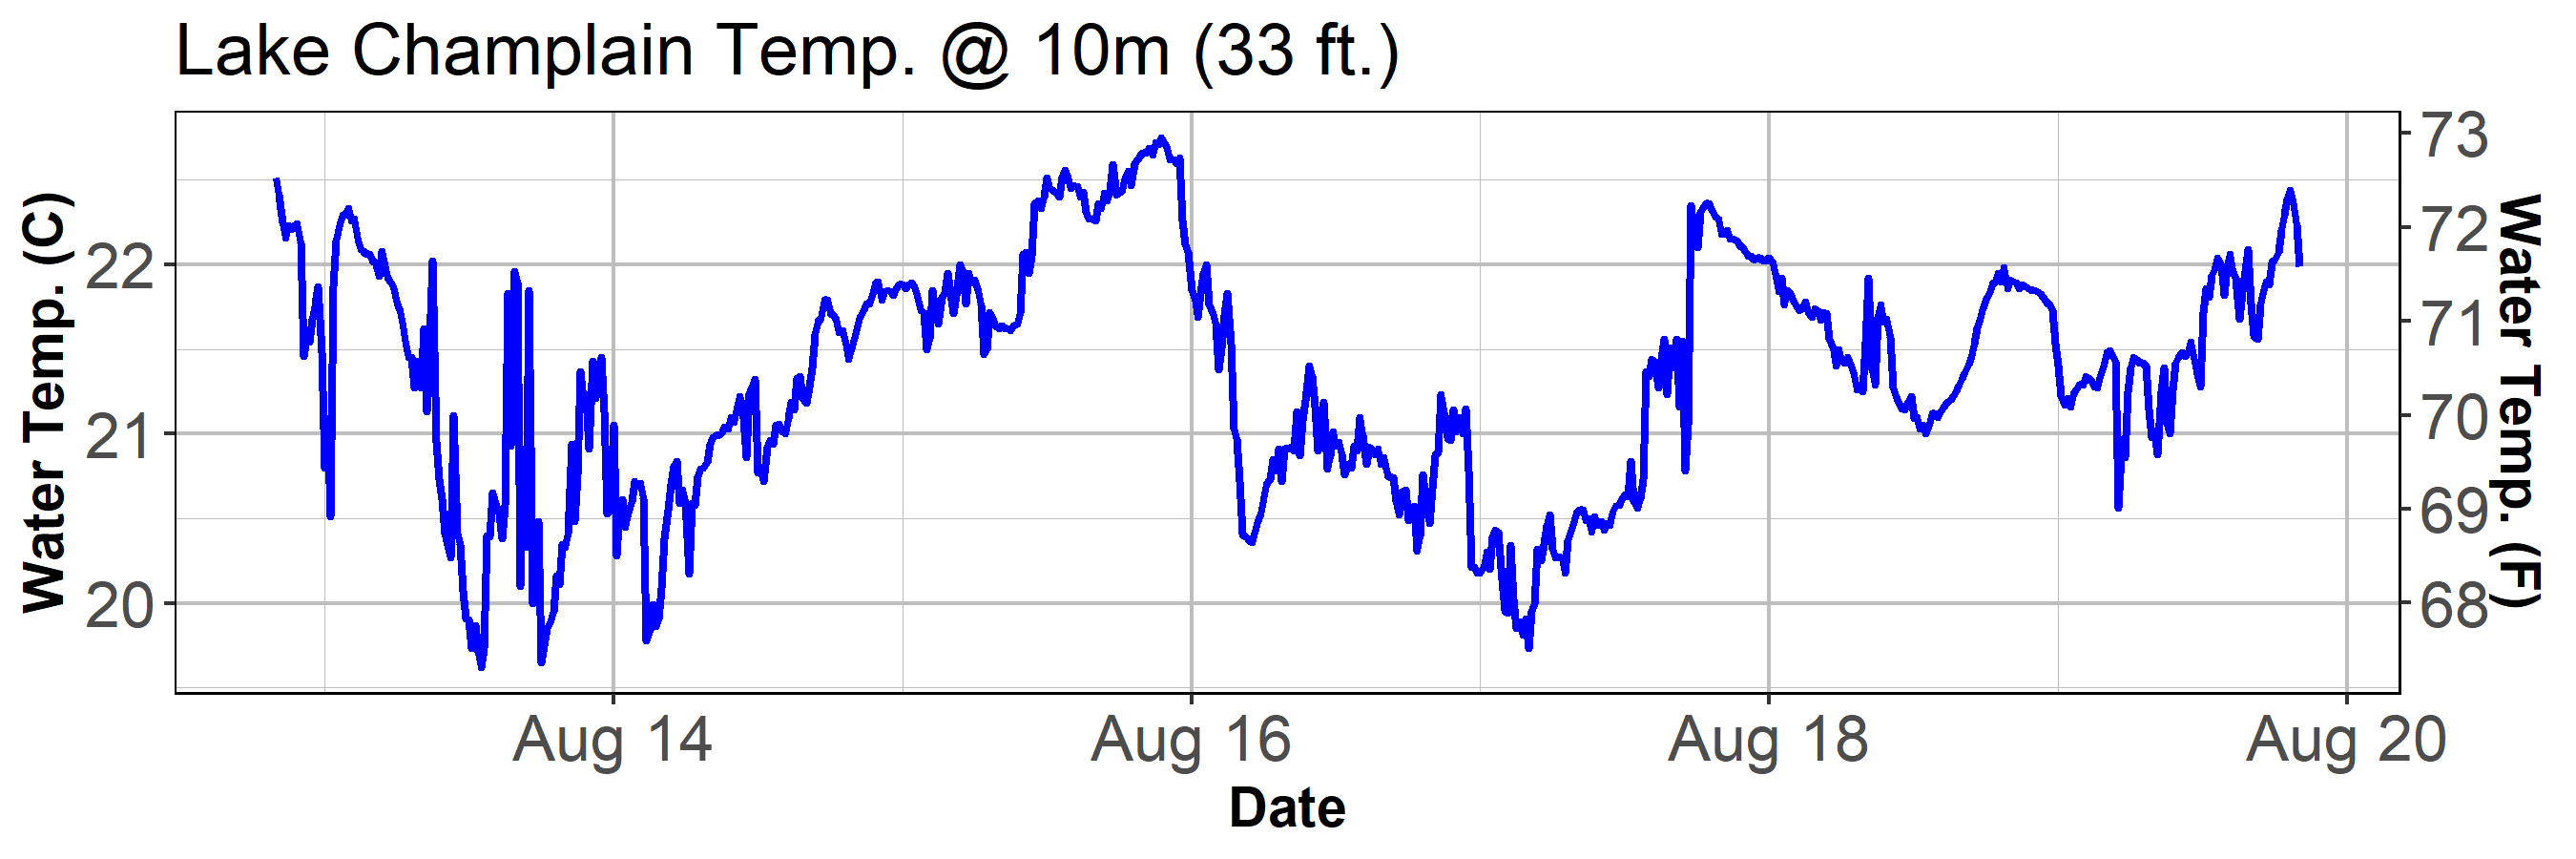 Lake Champlain Temp. @ 10m (33 ft.)
Water Temp. (C)
22
21
20
73
72
71
70
69
68
Water Temp. (F)
Aug 14
Aug 16
Aug 18
Aug 20
Date